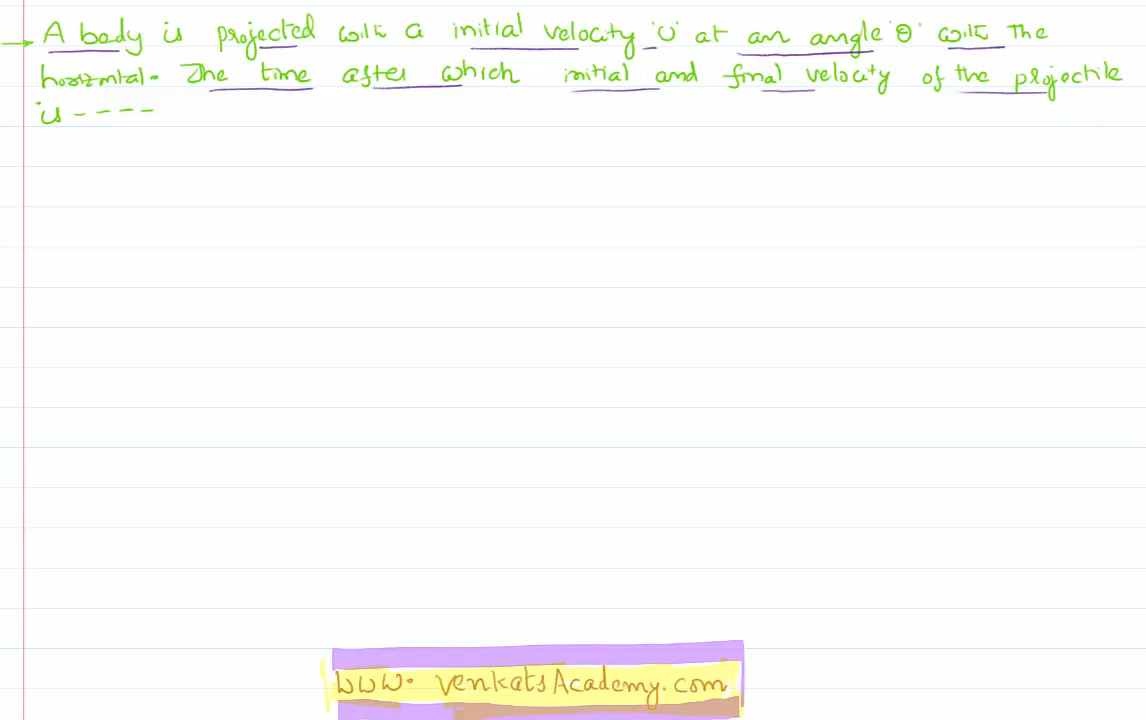 → A body is projected with a initial velocity 'U' at an angle 'θ' with the
horizontal. The time after which initial and final velocity of the projectile
is - - - -
www. VenkatsAcademy.com